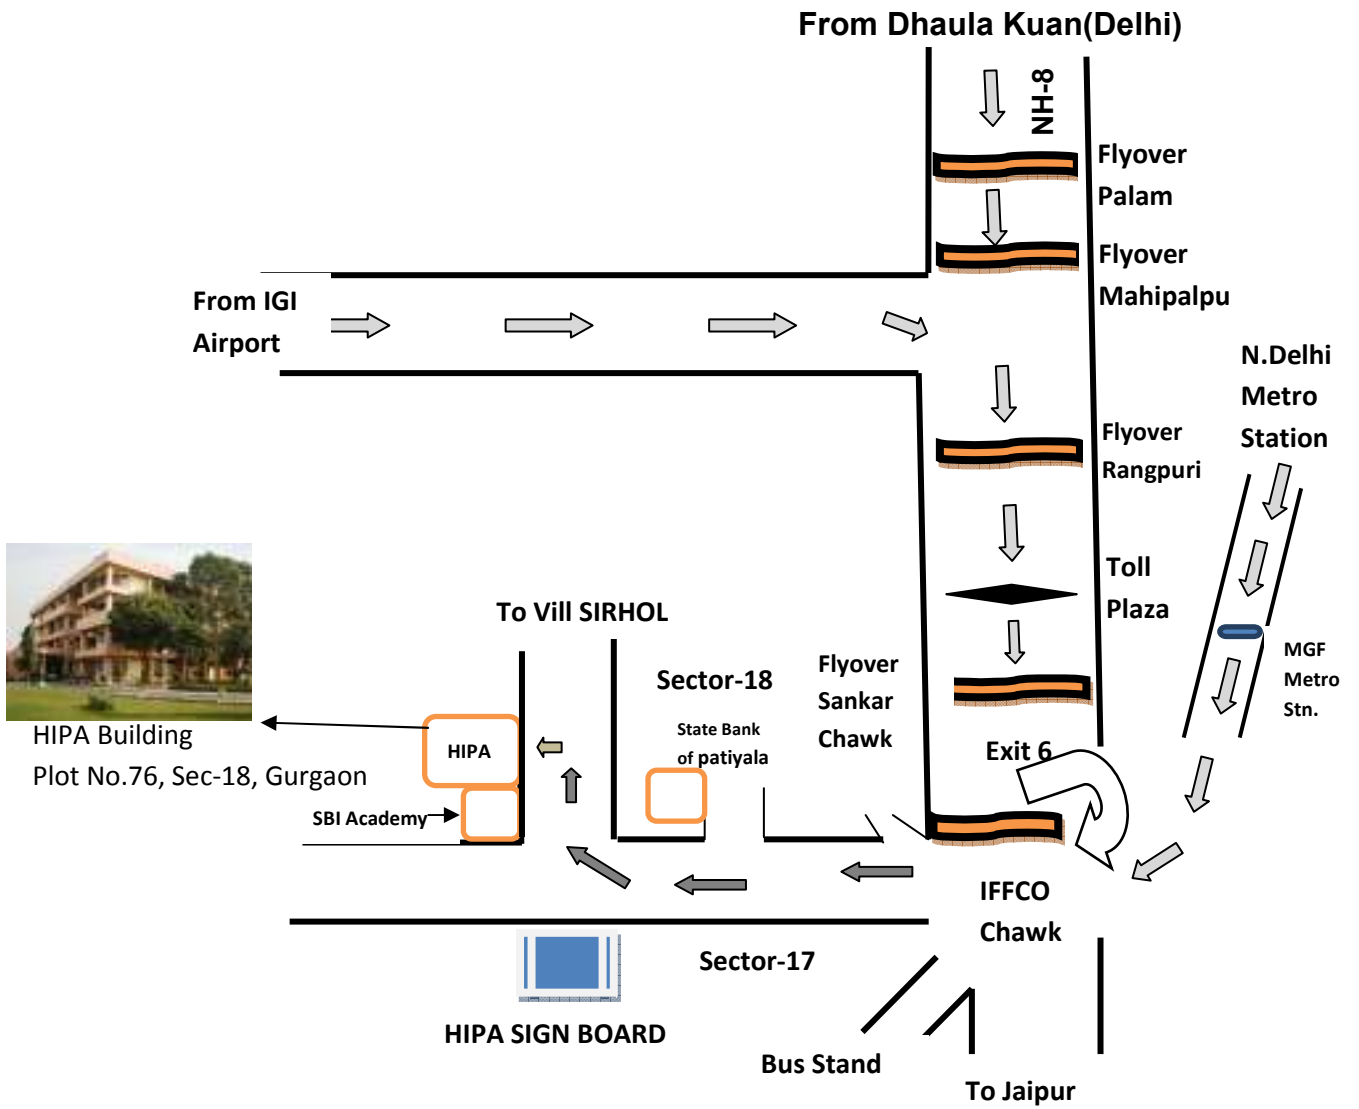 From Dhaula Kuan(Delhi)
NH-8
Flyover
Palam
Flyover
Mahipalpu
From IGI
Airport
N.Delhi
Metro
Station
Flyover
Rangpuri
Toll
Plaza
To Vill SIRHOL
MGF
Metro
Stn.
Flyover
Sankar
Chawk
Sector-18
State Bank
of patiyala
Exit 6
HIPA
HIPA Building
Plot No.76, Sec-18, Gurgaon
SBI Academy
IFFCO
Chawk
Sector-17
HIPA SIGN BOARD
Bus Stand
To Jaipur